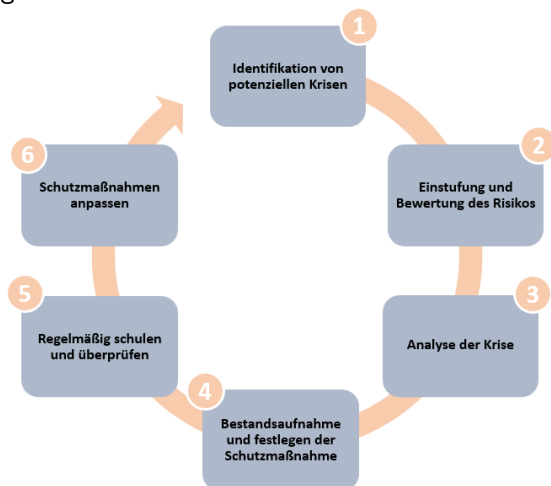 g
1
Identifikation von
potenziellen Krisen
2
Einstufung und
Bewertung des Risikos
3
Analyse der Krise
4
Bestandsaufnahme
und festlegen der
Schutzmaßnahme
5
Regelmäßig schulen
und überprüfen
6
Schutzmaßnahmen
anpassen